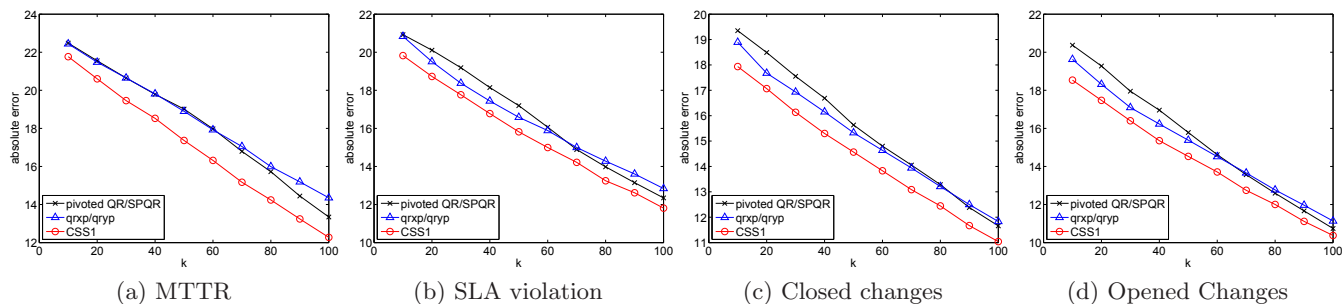 24
22
20
18
16
14
12
absolute error
pivoted QR/SPQR
qrxp/qryp
CSS1
0 20 40 60 80 100
k
(a) MTTR
22
20
18
16
14
12
10
absolute error
pivoted QR/SPQR
qrxp/qryp
CSS1
0 20 40 60 80 100
k
(b) SLA violation
20
19
18
17
16
15
14
13
12
11
absolute error
pivoted QR/SPQR
qrxp/qryp
CSS1
0 20 40 60 80 100
k
(c) Closed changes
22
20
18
16
14
12
10
absolute error
pivoted QR/SPQR
qrxp/qryp
CSS1
0 20 40 60 80 100
k
(d) Opened Changes